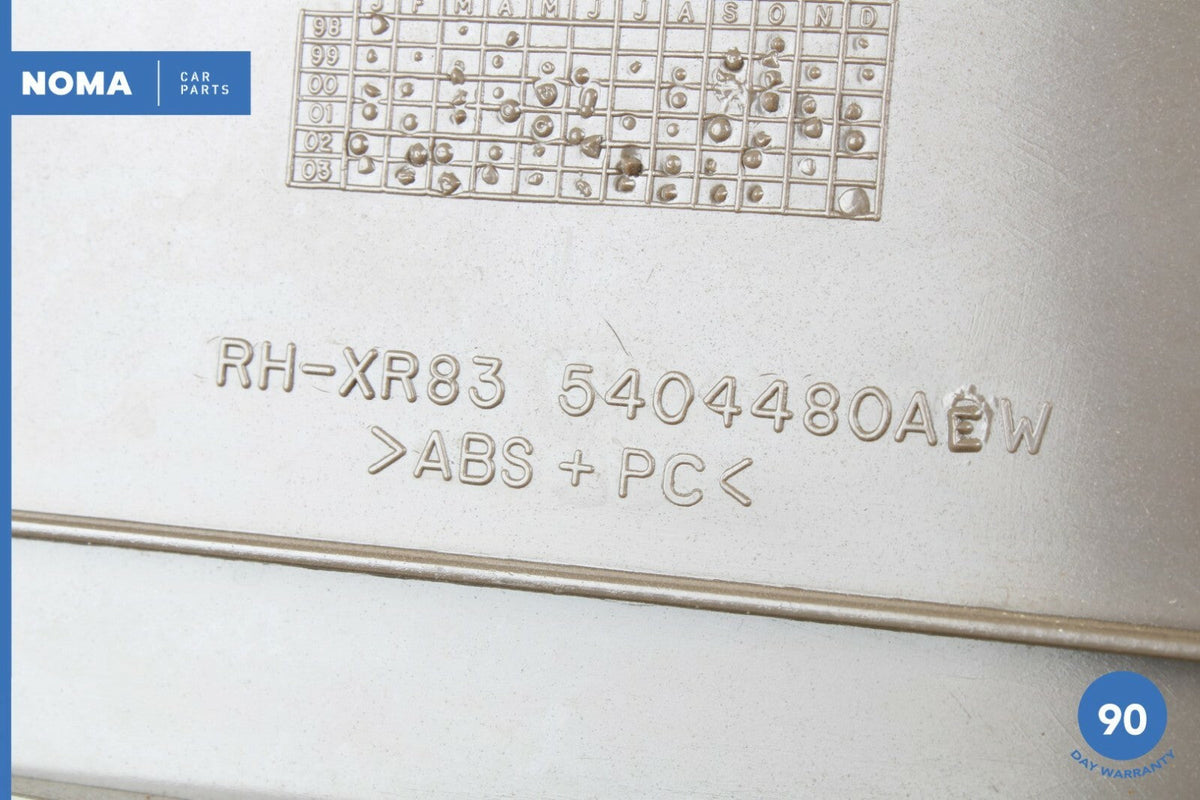 J F M A M J J A S O N D
98
99
00
01
02
03
NOMA
CAR
PARTS
RH-XR83 5404480AEW
>ABS + PC<
90
DAY WARRANTY